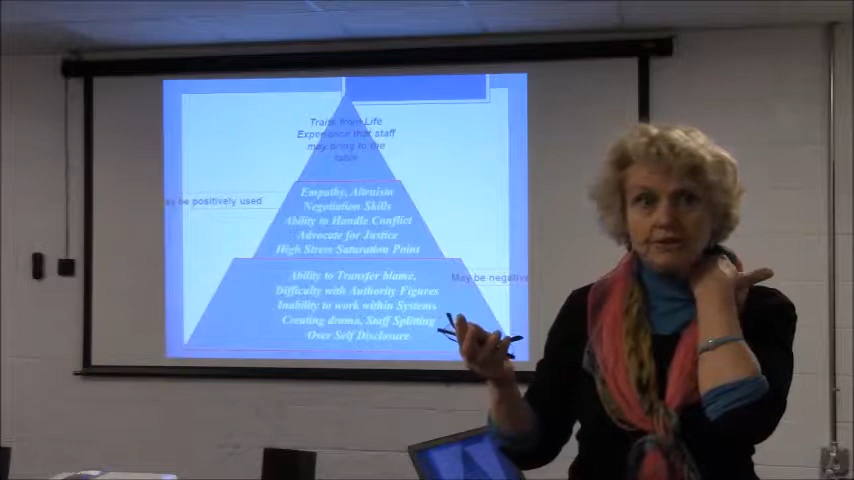 Traits from Life
Experience that staff
may bring to the
table
be positively used
Empathy, Altruism
Negotiation Skills
Ability to Handle Conflict
Advocate for Justice
High Stress Saturation Point
May be negative
Ability to Transfer blame,
Difficulty with Authority Figures
Inability to work within Systems
Creating drama, Staff Splitting
Over Self Disclosure